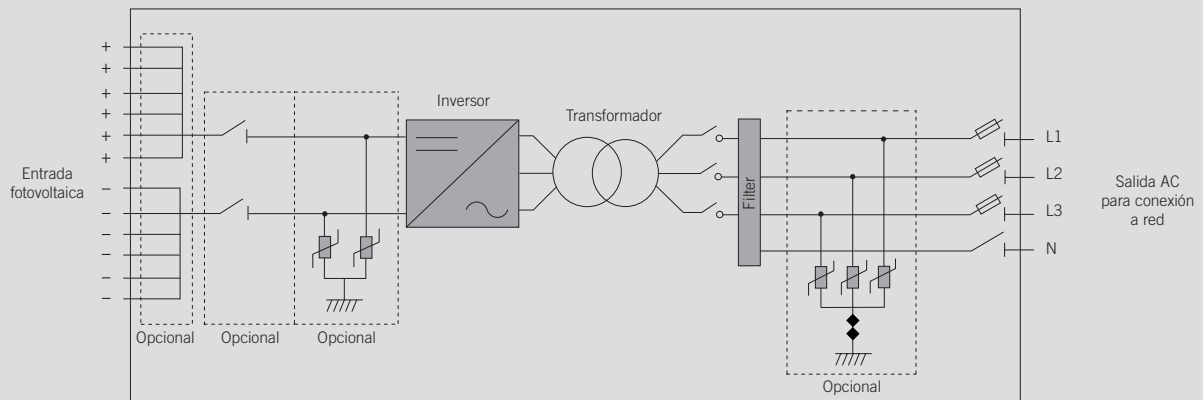 Inversor
Transformador
+
+
+
+
+
+
Entrada
fotovoltaica
–
–
–
–
–
–
Filter
L1
L2
L3
N
Salida AC
para conexión
a red
Opcional
Opcional
Opcional
Opcional